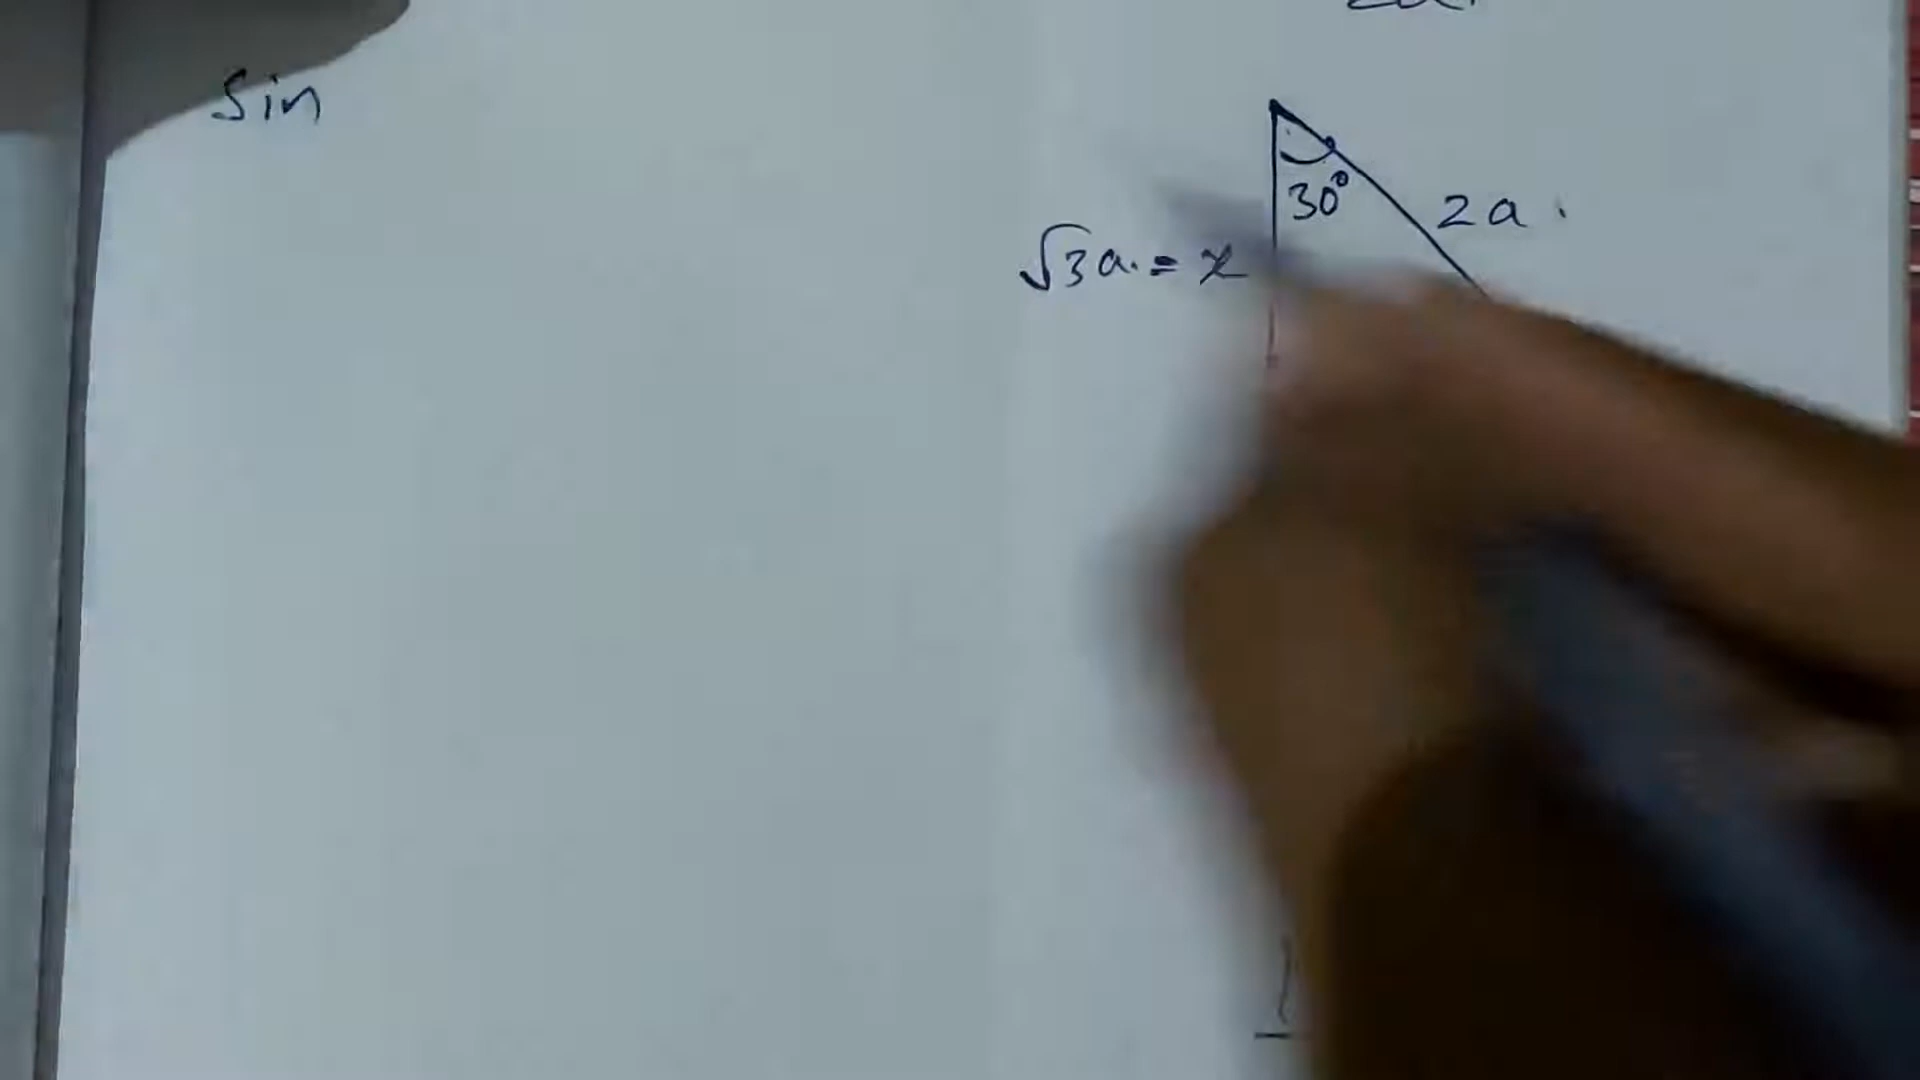 Sin
30°
2a
√3a = x